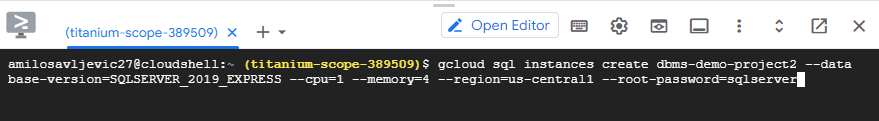 (titanium-scope-389509)
Open Editor
amilosavljevic27@cloudshell:~ (titanium-scope-389509)$ gcloud sql instances create dbms-demo-project2 --data
base-version=SQLSERVER_2019_EXPRESS --cpu=1 --memory=4 --region=us-central1 --root-password=sqlserver